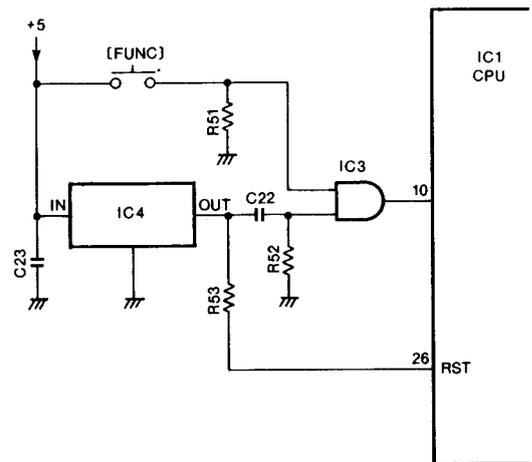 +5
[FUNC]
IC1
CPU
R51
IC3
10
IN
IC4
OUT
C22
C23
R52
R53
26
RST